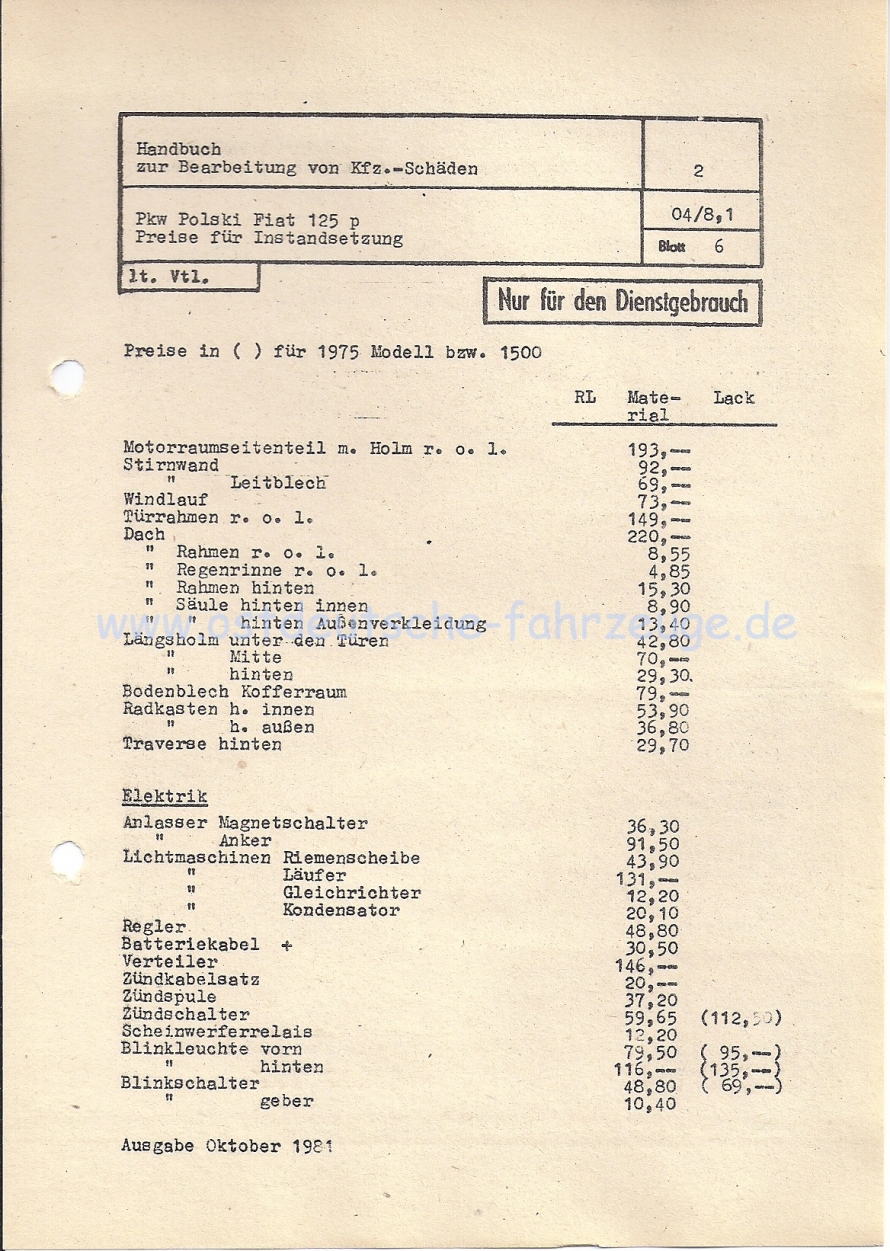 Handbuch
zur Bearbeitung von Kfz.-Schäden
2
Pkw Polski Fiat 125 p
Preise für Instandsetzung
04/8,1
Blatt 6
lt. Vtl.
Nur für den Dienstgebrauch
Preise in ( ) für 1975 Modell bzw. 1500
RL Mate- Lack
rial
Motorraumseitenteil m. Holm r. o. l. 193,--
Stirnwand 92,--
" Leitblech 69,--
Windlauf 73,--
Türrahmen r. o. l. 149,--
Dach 220,--
" Rahmen r. o. l. 8,55
" Regenrinne r. o. l. 4,85
" Rahmen hinten 15,30
" Säule hinten innen 8,90
" " hinten Außenverkleidung 13,40
www.ostdeutsche-fahrzeuge.de
Längsholm unter den Türen 42,80
" Mitte 70,--
" hinten 29,30
Bodenblech Kofferraum 79,--
Radkasten h. innen 53,90
" h. außen 36,80
Traverse hinten 29,70
Elektrik
Anlasser Magnetschalter 36,30
" Anker 91,50
Lichtmaschinen Riemenscheibe 43,90
" Läufer 131,--
" Gleichrichter 12,20
" Kondensator 20,10
Regler 48,80
Batteriekabel + 30,50
Verteiler 146,--
Zündkabelsatz 20,--
Zündspule 37,20
Zündschalter 59,65 (112,50)
Scheinwerferrelais 12,20
Blinkleuchte vorn 79,50 ( 95,--)
" hinten 116,-- (135,--)
Blinkschalter 48,80 ( 69,--)
" geber 10,40
Ausgabe Oktober 1981